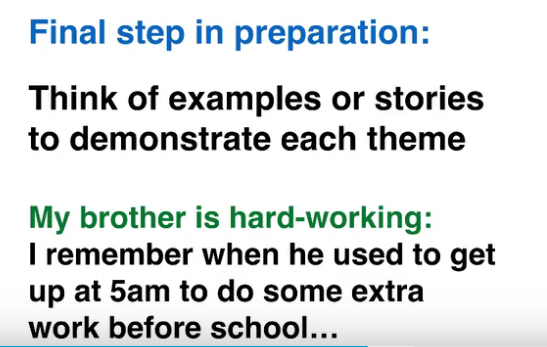 Final step in preparation:
Think of examples or stories
to demonstrate each theme
My brother is hard-working:
I remember when he used to get
up at 5am to do some extra
work before school...